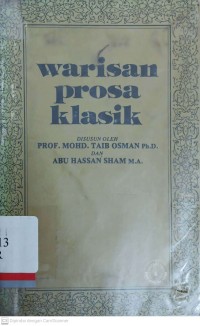 warisan
prosa
klasik
DISUSUN OLEH
PROF. MOHD. TAIB OSMAN Ph.D.
DAN
ABU HASSAN SHAM M.A.
13
R